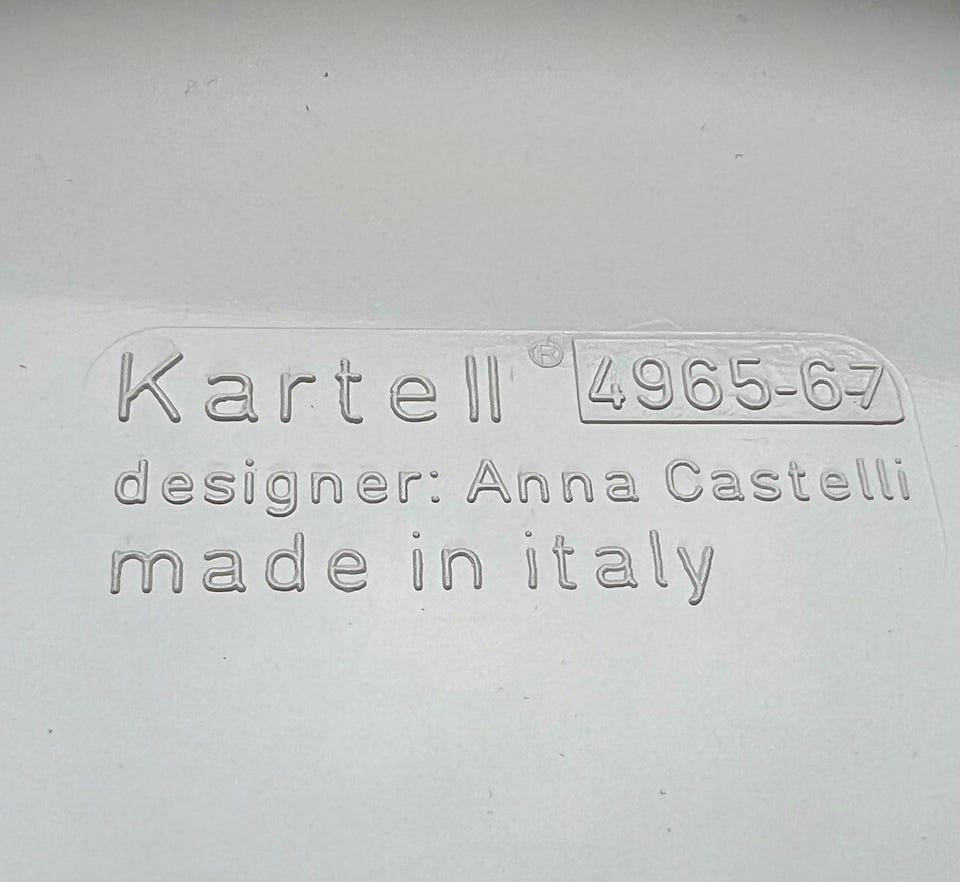 Kartell® 4965-67
designer: Anna Castelli
made in italy